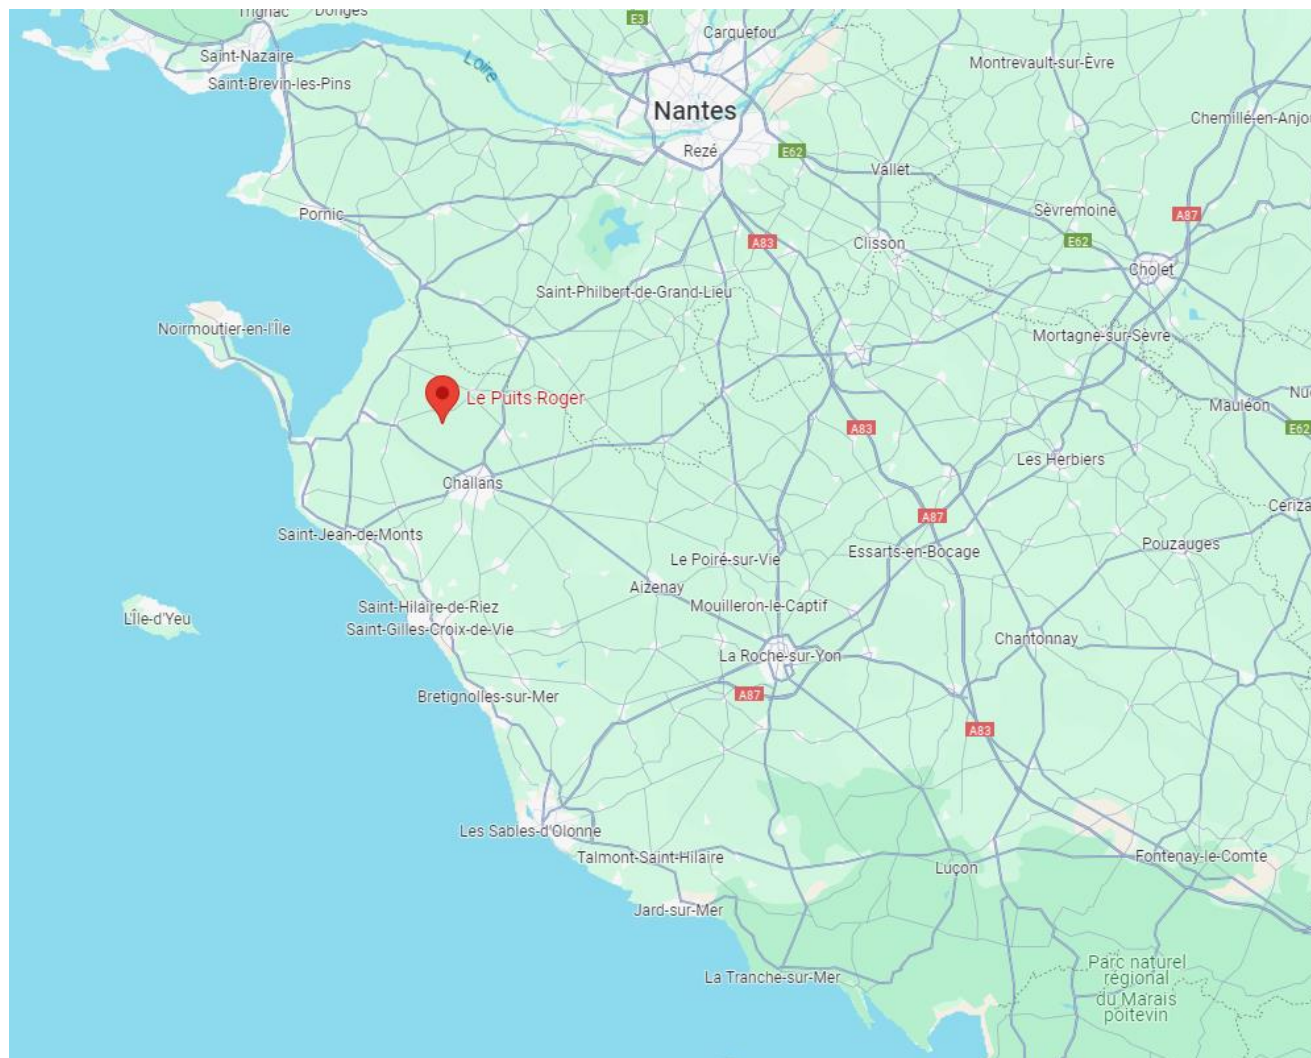 Trignac
Donges
E3
Carquefou
Saint-Nazaire
Loire
Montrevault-sur-Èvre
Saint-Brevin-les-Pins
Nantes
Chemillé-en-Anjou
Rezé
E62
Vallet
Pornic
Sèvremoine
A87
A83
Clisson
E62
Cholet
Saint-Philbert-de-Grand-Lieu
Noirmoutier-en-l'Île
Mortagne-sur-Sèvre
Le Puits Roger
Mauléon
A83
E62
Les Herbiers
Challans
Ceriza
A87
Saint-Jean-de-Monts
Essarts-en-Bocage
Pouzauges
Le Poiré-sur-Vie
Aizenay
Saint-Hilaire-de-Riez
Mouilleron-le-Captif
L'Île-d'Yeu
Saint-Gilles-Croix-de-Vie
Chantonnay
La Roche-sur-Yon
Bretignolles-sur-Mer
A87
A83
Les Sables-d'Olonne
Talmont-Saint-Hilaire
Fontenay-le-Comte
Luçon
Jard-sur-Mer
La Tranche-sur-Mer
Parc naturel
régional
du Marais
poitevin